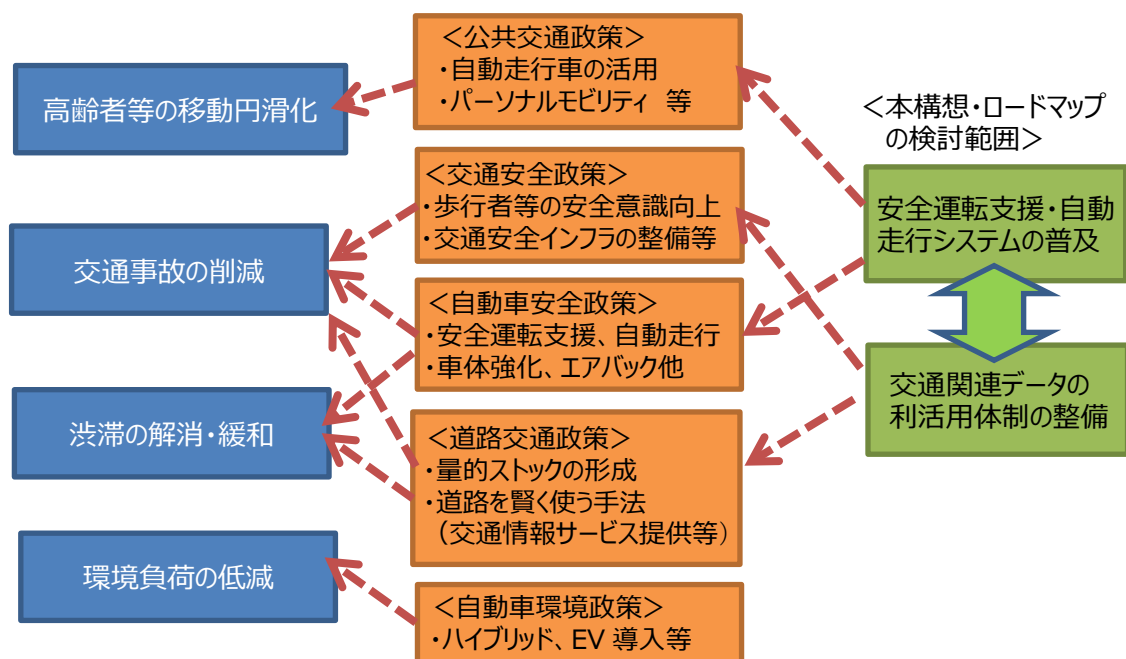 高齢者等の移動円滑化
交通事故の削減
渋滞の解消・緩和
環境負荷の低減
＜公共交通政策＞
・自動走行車の活用
・パーソナルモビリティ 等
＜交通安全政策＞
・歩行者等の安全意識向上
・交通安全インフラの整備等
＜自動車安全政策＞
・安全運転支援、自動走行
・車体強化、エアバック他
＜道路交通政策＞
・量的ストックの形成
・道路を賢く使う手法
（交通情報サービス提供等）
＜自動車環境政策＞
・ハイブリッド、EV 導入等
＜本構想・ロードマップ
の検討範囲＞
安全運転支援・自動
走行システムの普及
交通関連データの
利活用体制の整備